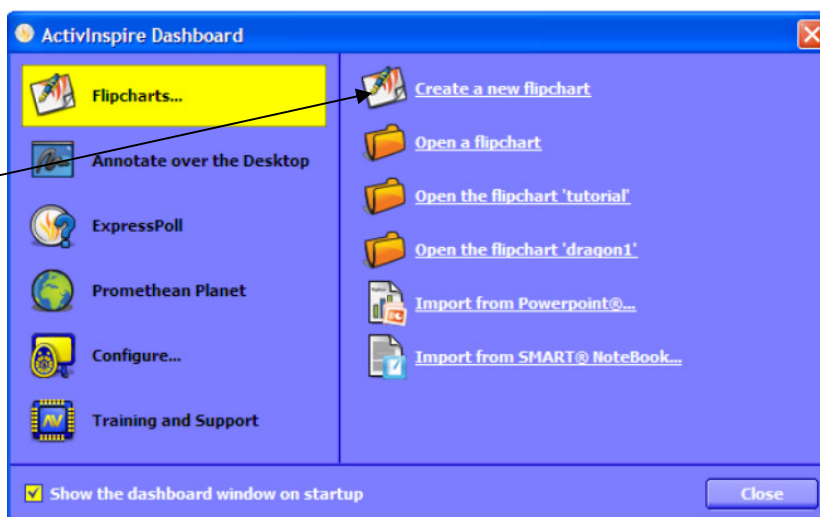 ActivInspire Dashboard
Flipcharts...
Annotate over the Desktop
ExpressPoll
Promethean Planet
Configure...
Training and Support
Create a new flipchart
Open a flipchart
Open the flipchart 'tutorial'
Open the flipchart 'dragon1'
Import from Powerpoint®...
Import from SMART® NoteBook...
Show the dashboard window on startup
Close